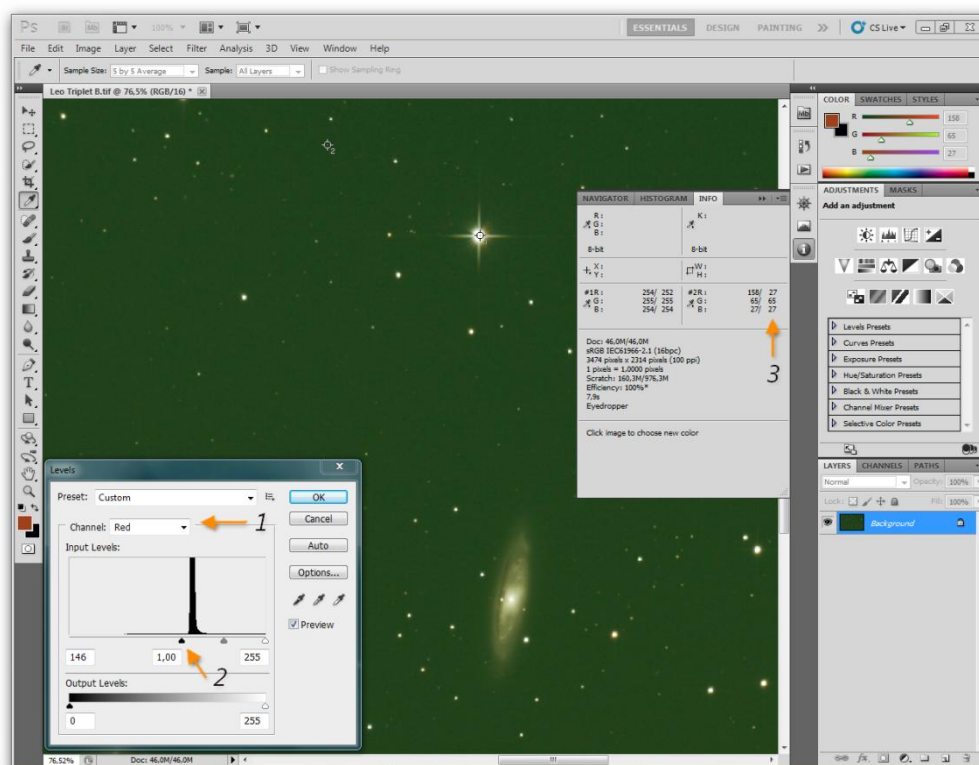 Ps Br Mb 100% ESSENTIALS DESIGN PAINTING CS Live
File Edit Image Layer Select Filter Analysis 3D View Window Help
Sample Size: 5 by 5 Average Sample: All Layers Show Sampling Ring
Leo Triplet B.tif @ 76,5% (RGB/16) *
2
NAVIGATOR HISTOGRAM INFO
R: K:
G:
B:
8-bit 8-bit
X: W:
Y: H:
#1R: 254/ 252 #2R: 158/ 27
G: 255/ 255 G: 65/ 65
B: 254/ 254 B: 27/ 27
Doc: 46,0M/46,0M
sRGB IEC61966-2.1 (16bpc)
3474 pixels x 2314 pixels (100 ppi)
1 pixels = 1,0000 pixels
Scratch: 160,3M/976,3M
Efficiency: 100%*
7,9s
Eyedropper
Click image to choose new color
3
Levels
Preset: Custom OK
Channel: Red 1 Cancel
Input Levels: Auto
Options...
Preview
146 1,00 255
2
Output Levels:
0 255
76,52% Doc: 46,0M/46,0M
Mb
COLOR SWATCHES STYLES
R 158
G 65
B 27
ADJUSTMENTS MASKS
Add an adjustment
Levels Presets
Curves Presets
Exposure Presets
Hue/Saturation Presets
Black & White Presets
Channel Mixer Presets
Selective Color Presets
LAYERS CHANNELS PATHS
Normal Opacity: 100%
Lock: Fill: 100%
Background